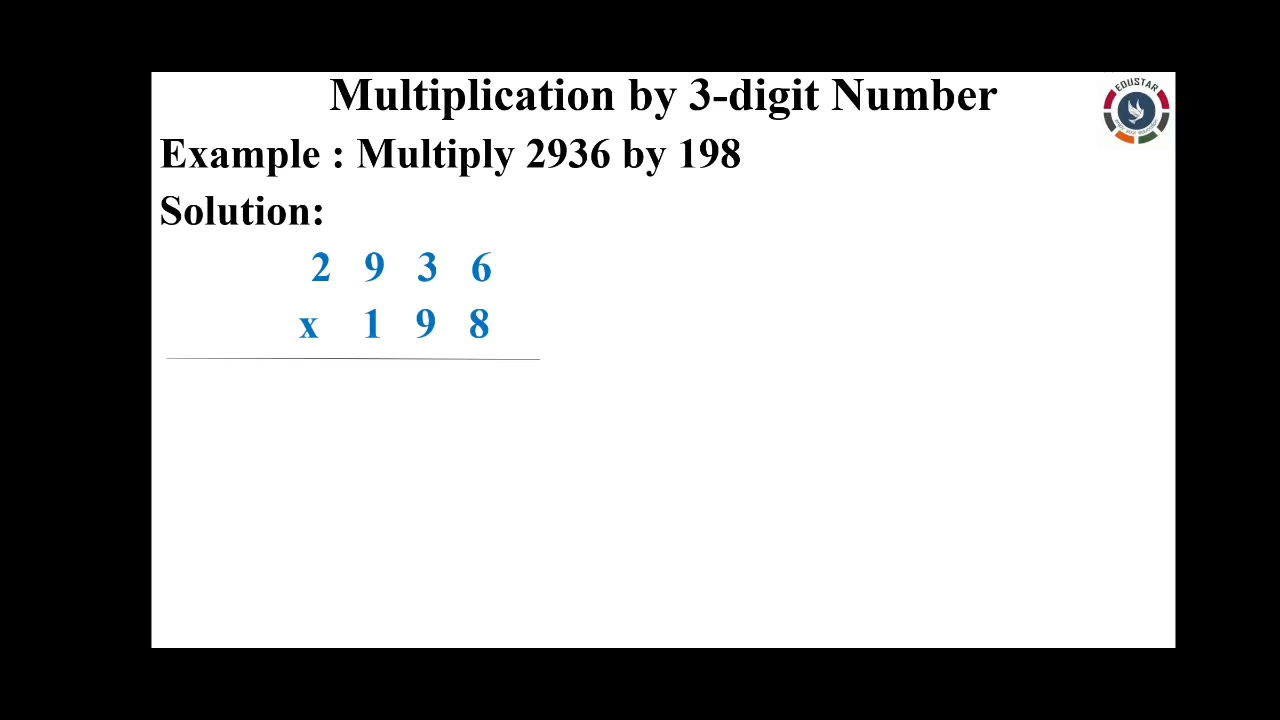 Multiplication by 3-digit Number
EDUSTAR
Example : Multiply 2936 by 198
Solution:
2 9 3 6
x 1 9 8